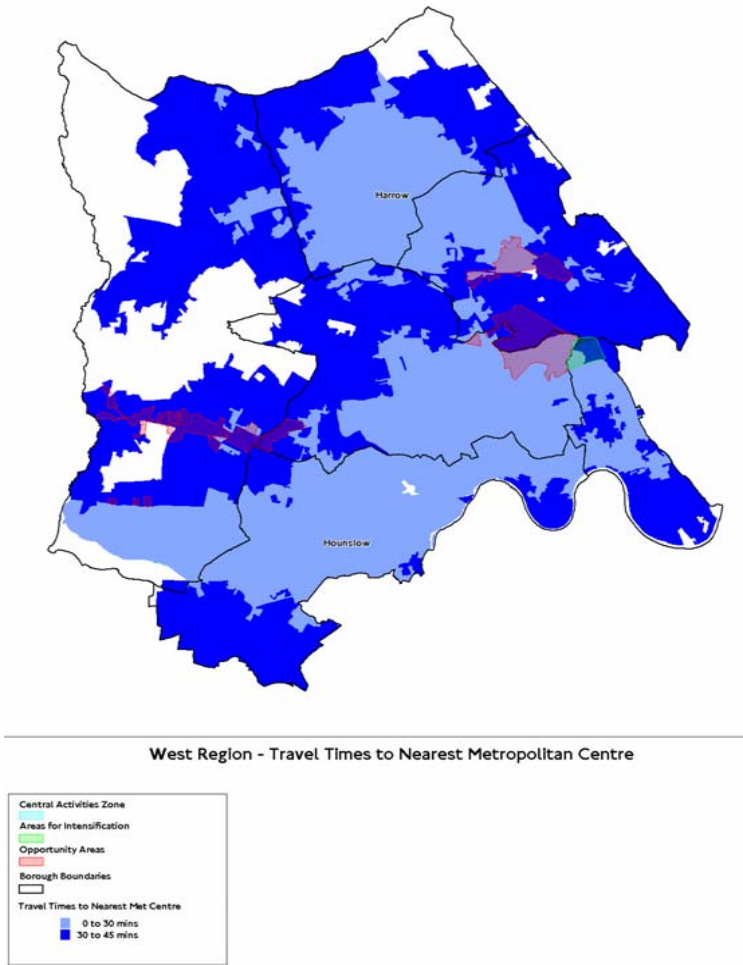 Harrow
Hounslow
West Region - Travel Times to Nearest Metropolitan Centre
Central Activities Zone
Areas for Intensification
Opportunity Areas
Borough Boundaries
Travel Times to Nearest Met Centre
0 to 30 mins
30 to 45 mins